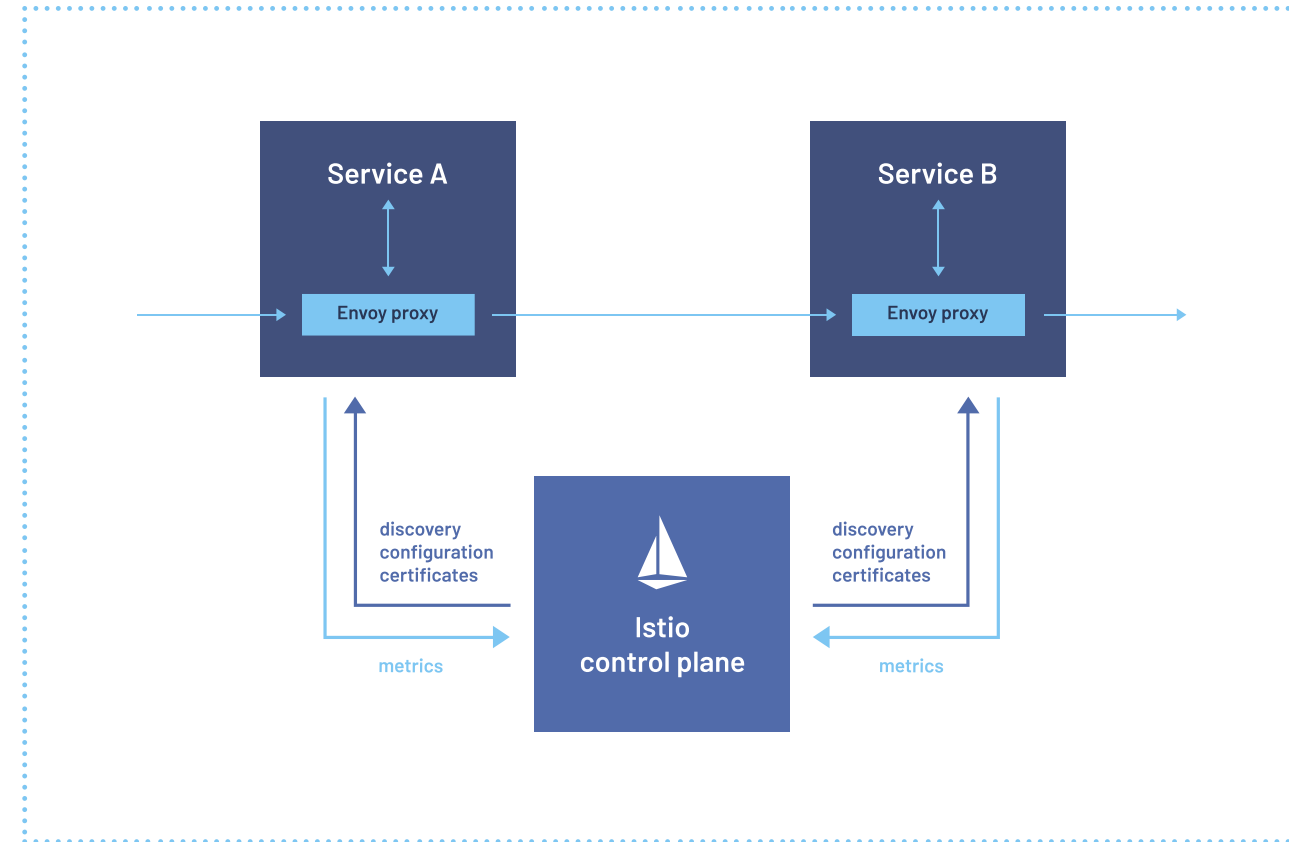 Service A
Service B
Envoy proxy
Envoy proxy
discovery
configuration
certificates
discovery
configuration
certificates
Istio
control plane
metrics
metrics